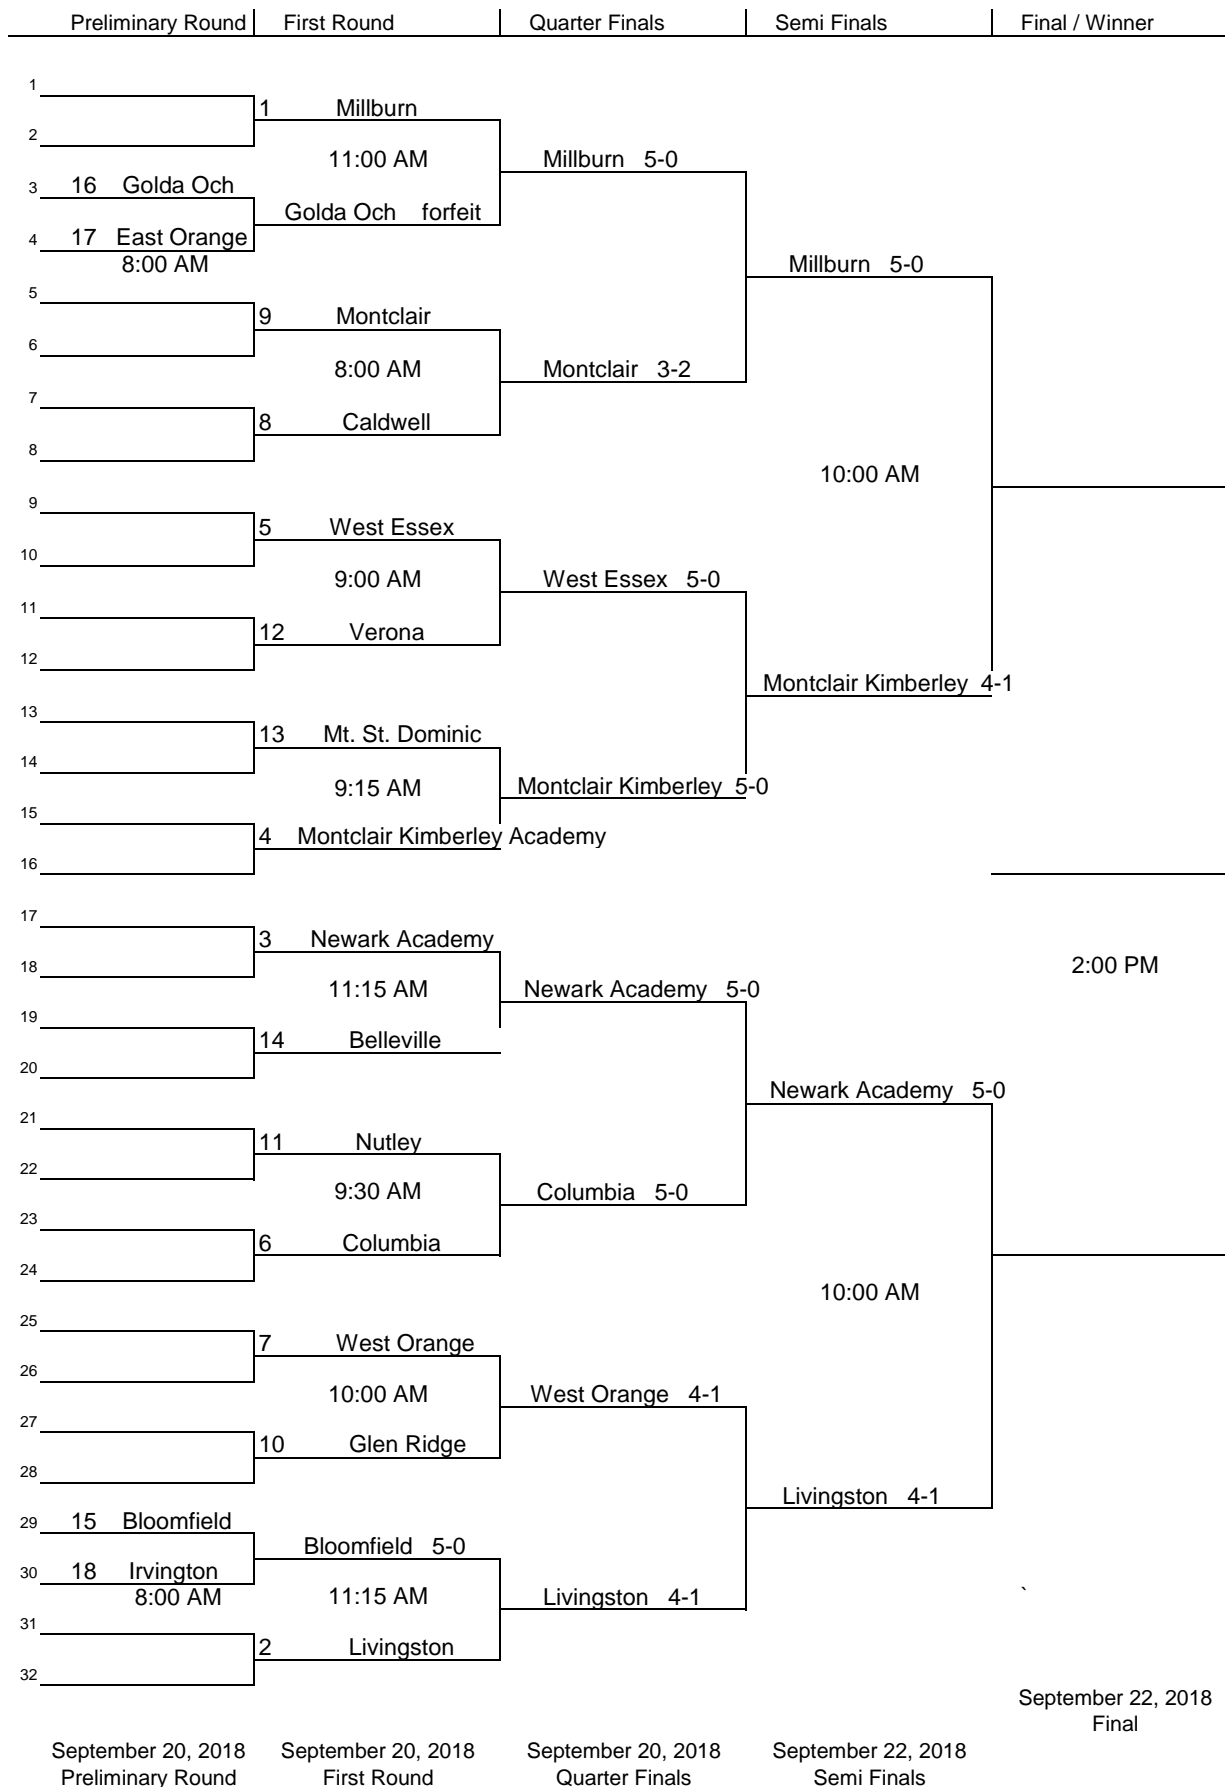 Preliminary Round First Round Quarter Finals Semi Finals Final / Winner
1
1 Millburn
2
11:00 AM Millburn 5-0
3 16 Golda Och
Golda Och forfeit
4 17 East Orange
8:00 AM Millburn 5-0
5
9 Montclair
6
8:00 AM Montclair 3-2
7
8 Caldwell
8
10:00 AM
9
5 West Essex
10
9:00 AM West Essex 5-0
11
12 Verona
12
Montclair Kimberley 4-1
13
13 Mt. St. Dominic
14
9:15 AM Montclair Kimberley 5-0
15
4 Montclair Kimberley Academy
16
17
3 Newark Academy
18 2:00 PM
11:15 AM Newark Academy 5-0
19
14 Belleville
20
Newark Academy 5-0
21
11 Nutley
22
9:30 AM Columbia 5-0
23
6 Columbia
24
10:00 AM
25
7 West Orange
26
10:00 AM West Orange 4-1
27
10 Glen Ridge
28
Livingston 4-1
29 15 Bloomfield
Bloomfield 5-0
30 18 Irvington
8:00 AM 11:15 AM Livingston 4-1 `
31
2 Livingston
32
September 22, 2018
Final
September 20, 2018 September 20, 2018 September 20, 2018 September 22, 2018
Preliminary Round First Round Quarter Finals Semi Finals